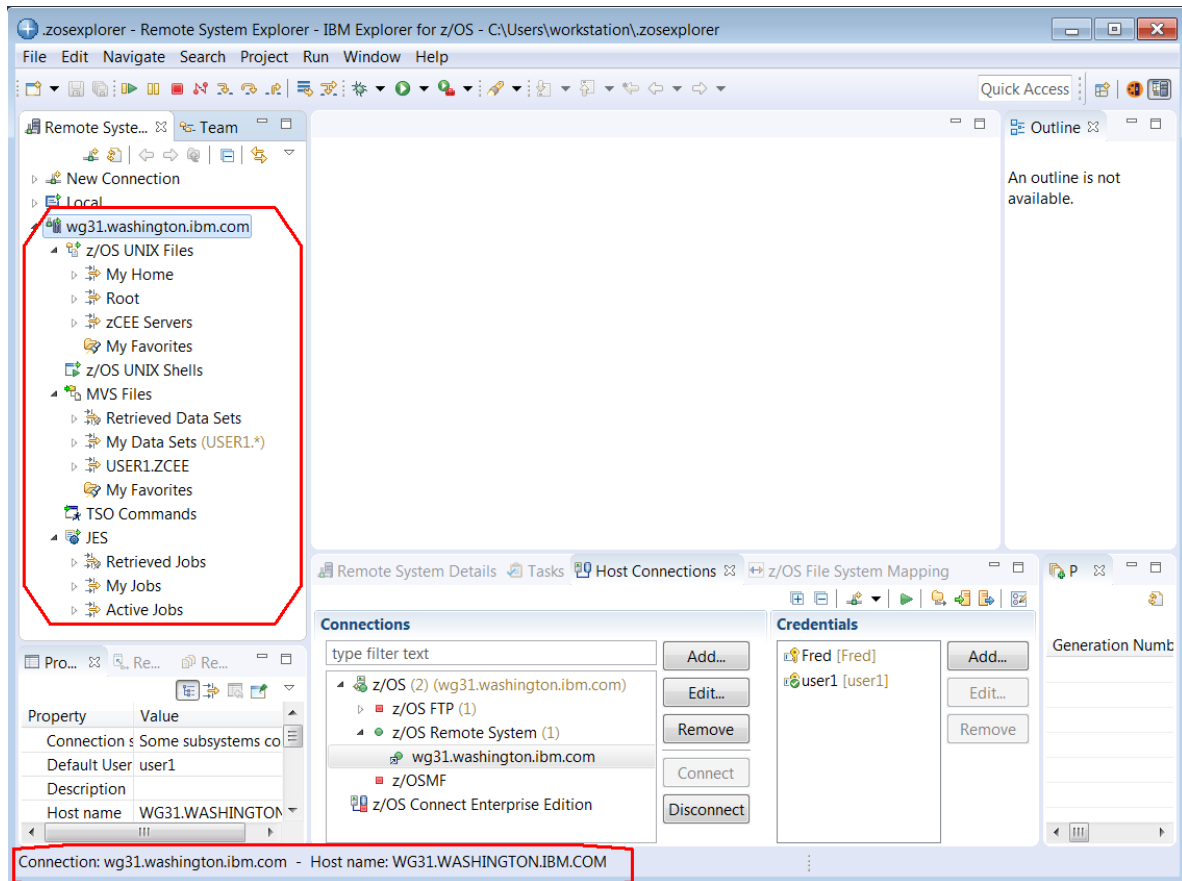 .zosexplorer - Remote System Explorer - IBM Explorer for z/OS - C:\Users\workstation\.zosexplorer
File Edit Navigate Search Project Run Window Help
Quick Access
Remote Syste...
Team
New Connection
Local
wg31.washington.ibm.com
z/OS UNIX Files
My Home
Root
zCEE Servers
My Favorites
z/OS UNIX Shells
MVS Files
Retrieved Data Sets
My Data Sets (USER1.*)
USER1.ZCEE
My Favorites
TSO Commands
JES
Retrieved Jobs
My Jobs
Active Jobs
Outline
An outline is not
available.
Pro...
Re...
Re...
Property Value
Connection s Some subsystems co
Default User user1
Description
Host name WG31.WASHINGTON
Remote System Details Tasks Host Connections z/OS File System Mapping
Connections
type filter text
z/OS (2) (wg31.washington.ibm.com)
z/OS FTP (1)
z/OS Remote System (1)
wg31.washington.ibm.com
z/OSMF
z/OS Connect Enterprise Edition
Add...
Edit...
Remove
Connect
Disconnect
Credentials
Fred [Fred]
user1 [user1]
Add...
Edit...
Remove
P
Generation Numb
Connection: wg31.washington.ibm.com - Host name: WG31.WASHINGTON.IBM.COM